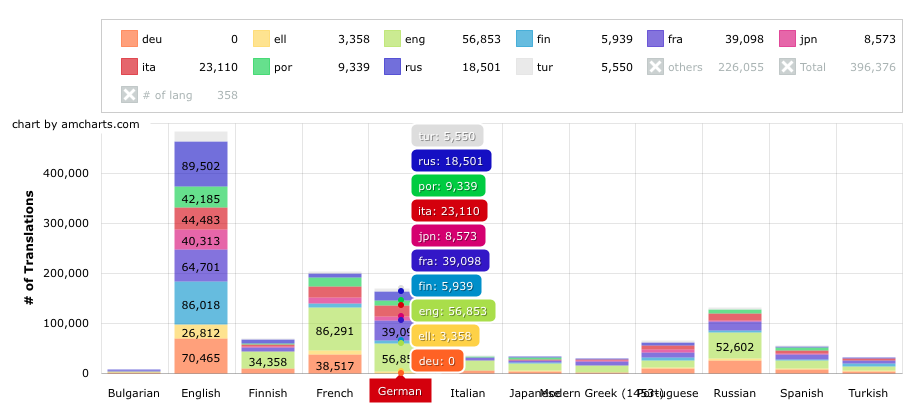 deu 0 ell 3,358 eng 56,853 fin 5,939 fra 39,098 jpn 8,573
ita 23,110 por 9,339 rus 18,501 tur 5,550 others 226,055 Total 396,376
# of lang 358
chart by amcharts.com
# of Translations
400,000
300,000
200,000
100,000
0
89,502
42,185
44,483
40,313
64,701
86,018
26,812
70,465
34,358
86,291
38,517
52,602
tur: 5,550
rus: 18,501
por: 9,339
ita: 23,110
jpn: 8,573
fra: 39,098
fin: 5,939
eng: 56,853
ell: 3,358
deu: 0
Bulgarian English Finnish French German Italian Japanese Modern Greek (1453-) Portuguese Russian Spanish Turkish